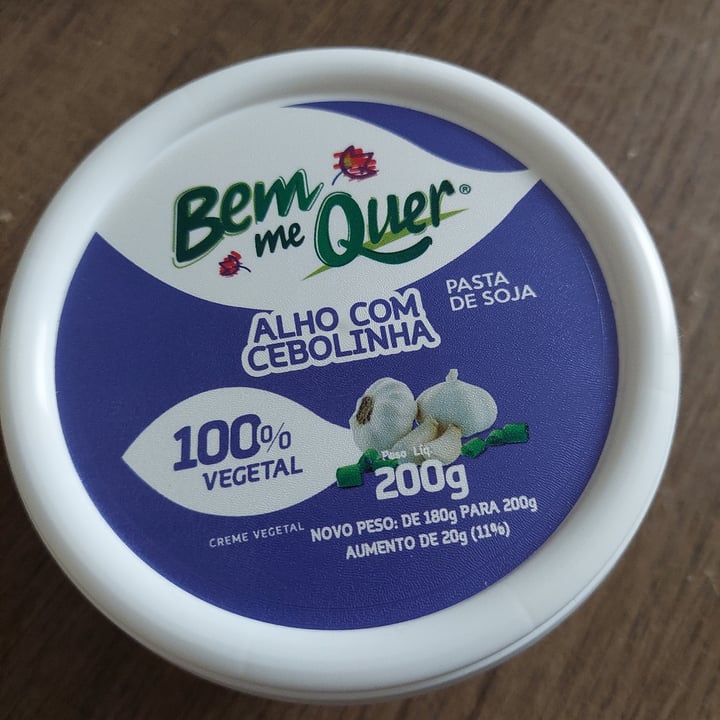 Bem
me Quer®
PASTA
DE SOJA
ALHO COM
CEBOLINHA
100%
VEGETAL
Peso Líq.
200g
CREME VEGETAL
NOVO PESO: DE 180g PARA 200g
AUMENTO DE 20g (11%)